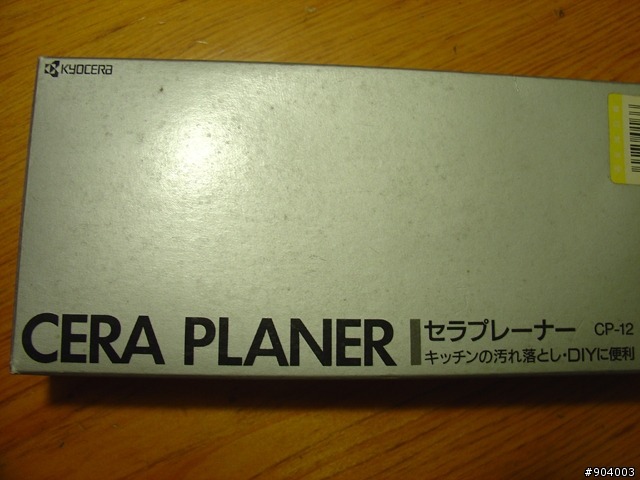 KYOCERA
CERA PLANER
セラプレーナー CP-12
キッチンの汚れ落とし・DIYに便利
#904003